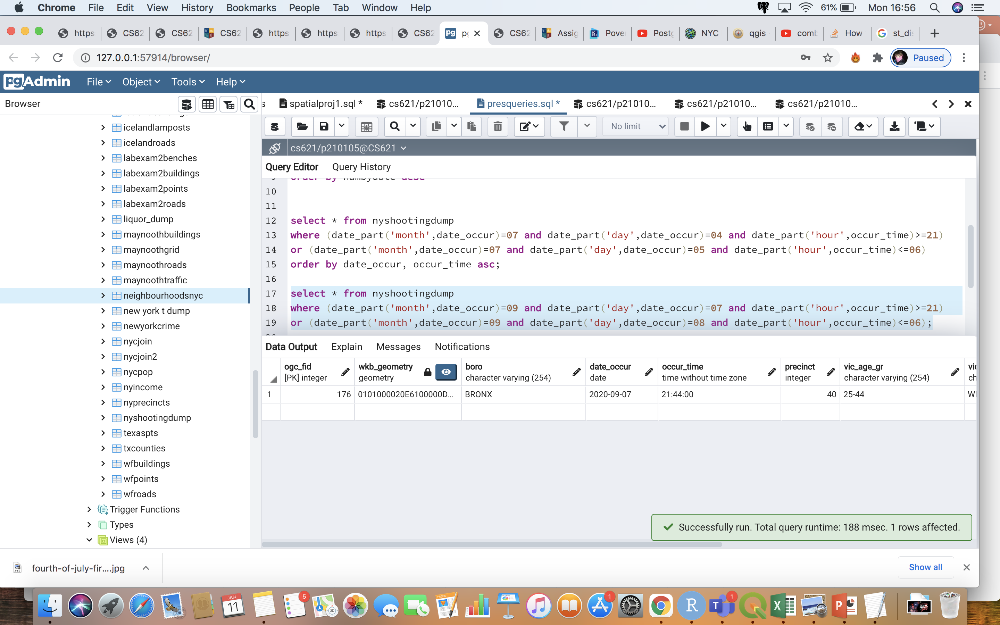 Chrome File Edit View History Bookmarks People Tab Window Help 61% Mon 16:56
https CS62 CS62 CS62 https https https CS62 pg CS62 Assig Pove Postg NYC qgis comb How st_dis
127.0.0.1:57914/browser/ Paused
pgAdmin File Object Tools Help
Browser
spatialproj1.sql * cs621/p21010... presqueries.sql * cs621/p21010... cs621/p21010... cs621/p21010...
No limit
cs621/p210105@CS621
Query Editor Query History
icelandlamposts
icelandroads
labexam2benches
labexam2buildings
labexam2points
labexam2roads
liquor_dump
maynoothbuildings
maynoothgrid
maynoothroads
maynoothtraffic
neighbourhoodsnyc
new york t dump
newyorkcrime
nycjoin
nycjoin2
nycpop
nyincome
nyprecincts
nyshootingdump
texaspts
txcounties
wfbuildings
wfpoints
wfroads
Trigger Functions
Types
Views (4)
10
11
12 select * from nyshootingdump
13 where (date_part('month',date_occur)=07 and date_part('day',date_occur)=04 and date_part('hour',occur_time)>=21)
14 or (date_part('month',date_occur)=07 and date_part('day',date_occur)=05 and date_part('hour',occur_time)<=06)
15 order by date_occur, occur_time asc;
16
17 select * from nyshootingdump
18 where (date_part('month',date_occur)=09 and date_part('day',date_occur)=07 and date_part('hour',occur_time)>=21)
19 or (date_part('month',date_occur)=09 and date_part('day',date_occur)=08 and date_part('hour',occur_time)<=06);
Data Output Explain Messages Notifications
ogc_fid wkb_geometry boro date_occur occur_time precinct vic_age_gr vic
[PK] integer geometry character varying (254) date time without time zone integer character varying (254) ch
1 176 0101000020E6100000D... BRONX 2020-09-07 21:44:00 40 25-44
Successfully run. Total query runtime: 188 msec. 1 rows affected.
fourth-of-july-fir....jpg Show all
JAN
11
5
3D
PAGES
1
R
T
1
X
P